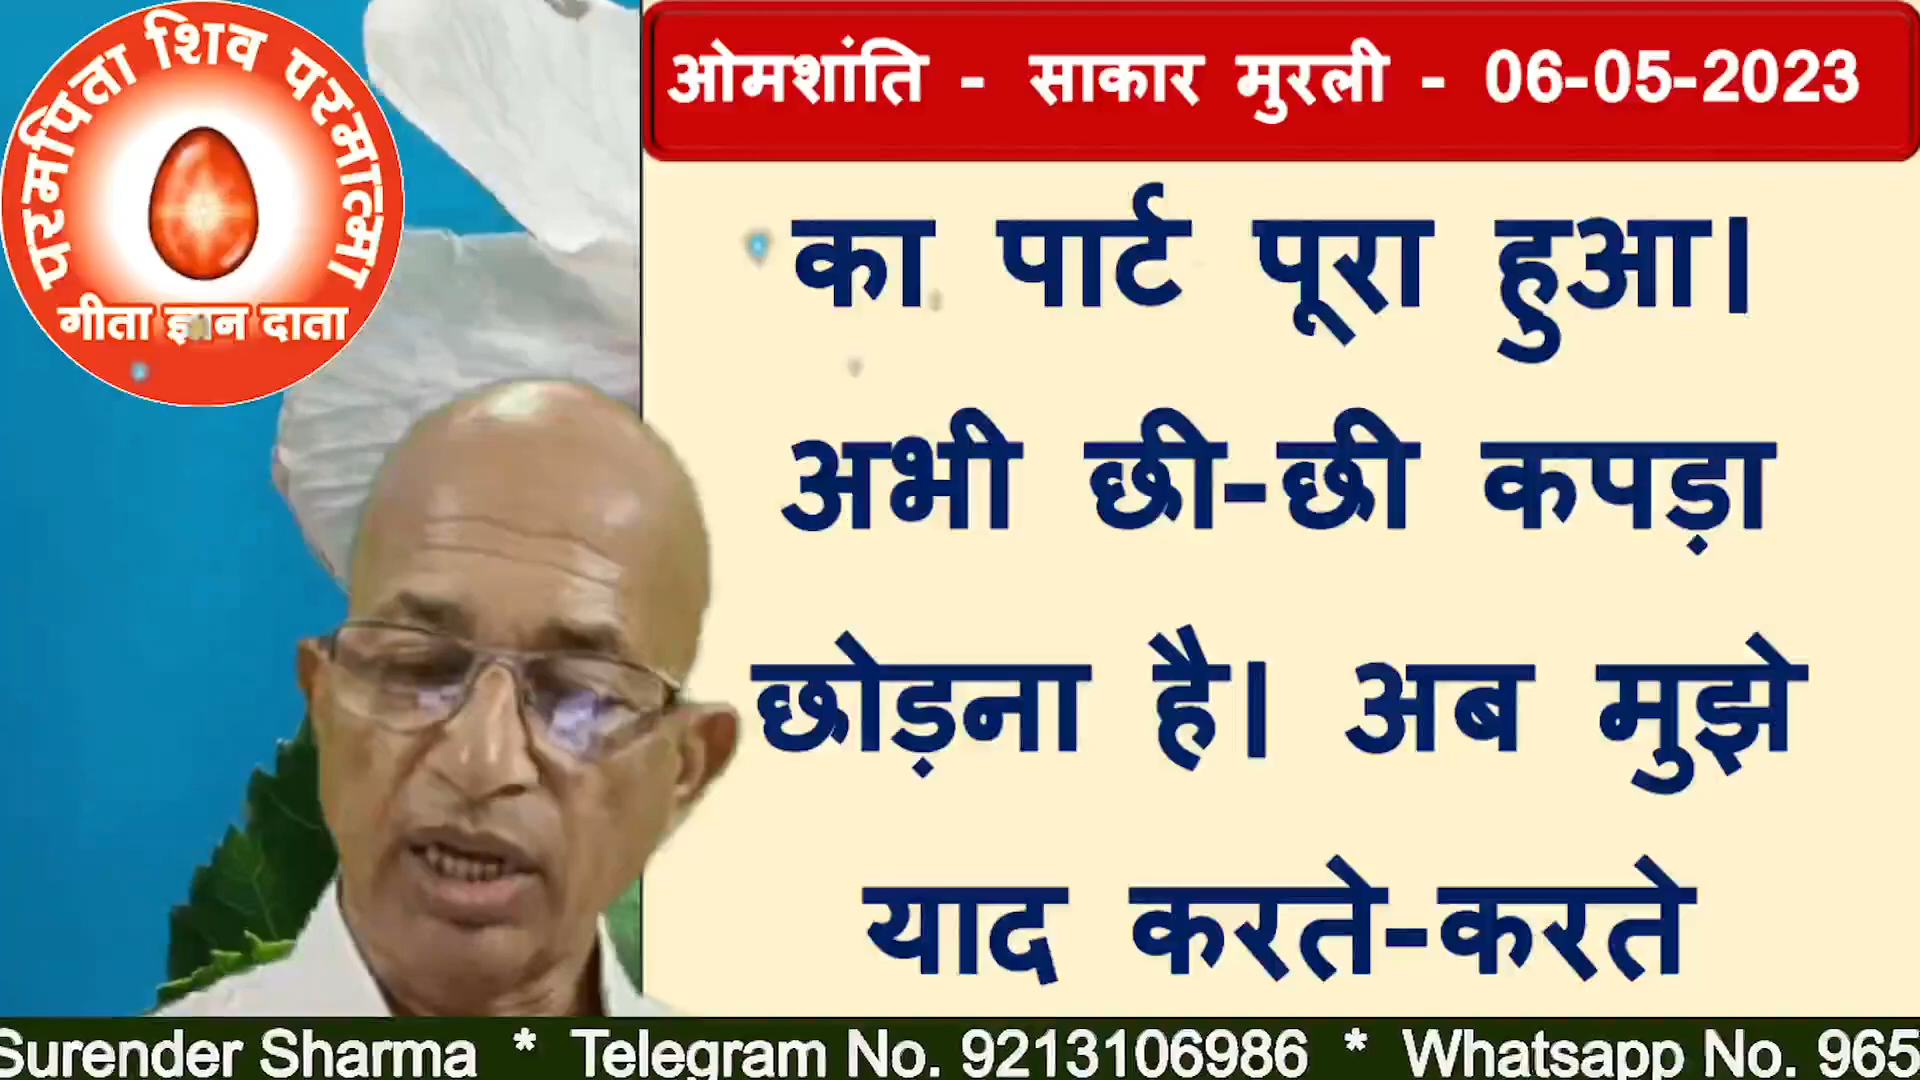 परमपिता शिव परमात्मा
गीता ज्ञान दाता
ओमशांति - साकार मुरली - 06-05-2023
का पार्ट पूरा हुआ।
अभी छी-छी कपड़ा
छोड़ना है। अब मुझे
याद करते-करते
Surender Sharma * Telegram No. 9213106986 * Whatsapp No. 965